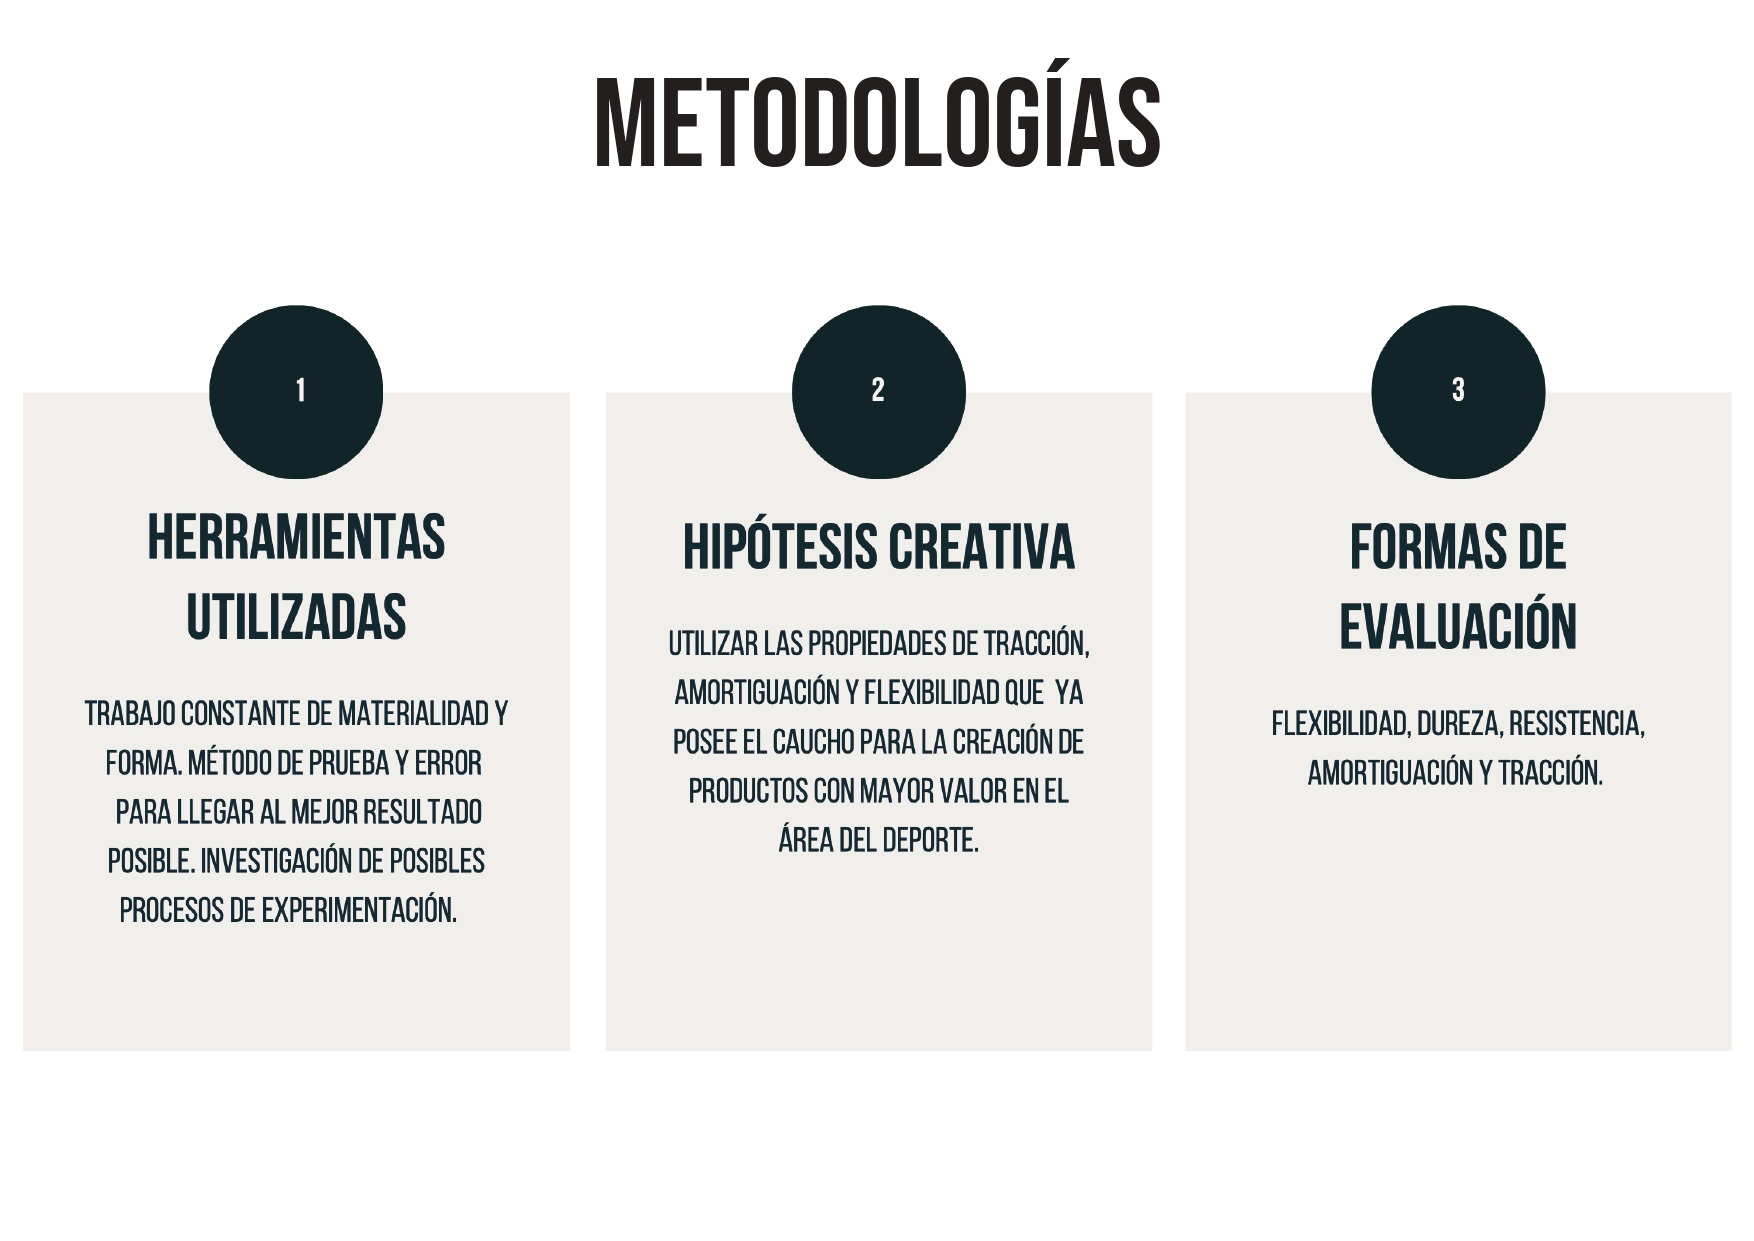 METODOLOGÍAS
1
HERRAMIENTAS
UTILIZADAS
TRABAJO CONSTANTE DE MATERIALIDAD Y
FORMA. MÉTODO DE PRUEBA Y ERROR
PARA LLEGAR AL MEJOR RESULTADO
POSIBLE. INVESTIGACIÓN DE POSIBLES
PROCESOS DE EXPERIMENTACIÓN.
2
HIPÓTESIS CREATIVA
UTILIZAR LAS PROPIEDADES DE TRACCIÓN,
AMORTIGUACIÓN Y FLEXIBILIDAD QUE  YA
POSEE EL CAUCHO PARA LA CREACIÓN DE
PRODUCTOS CON MAYOR VALOR EN EL
ÁREA DEL DEPORTE.
3
FORMAS DE
EVALUACIÓN
FLEXIBILIDAD, DUREZA, RESISTENCIA,
AMORTIGUACIÓN Y TRACCIÓN.